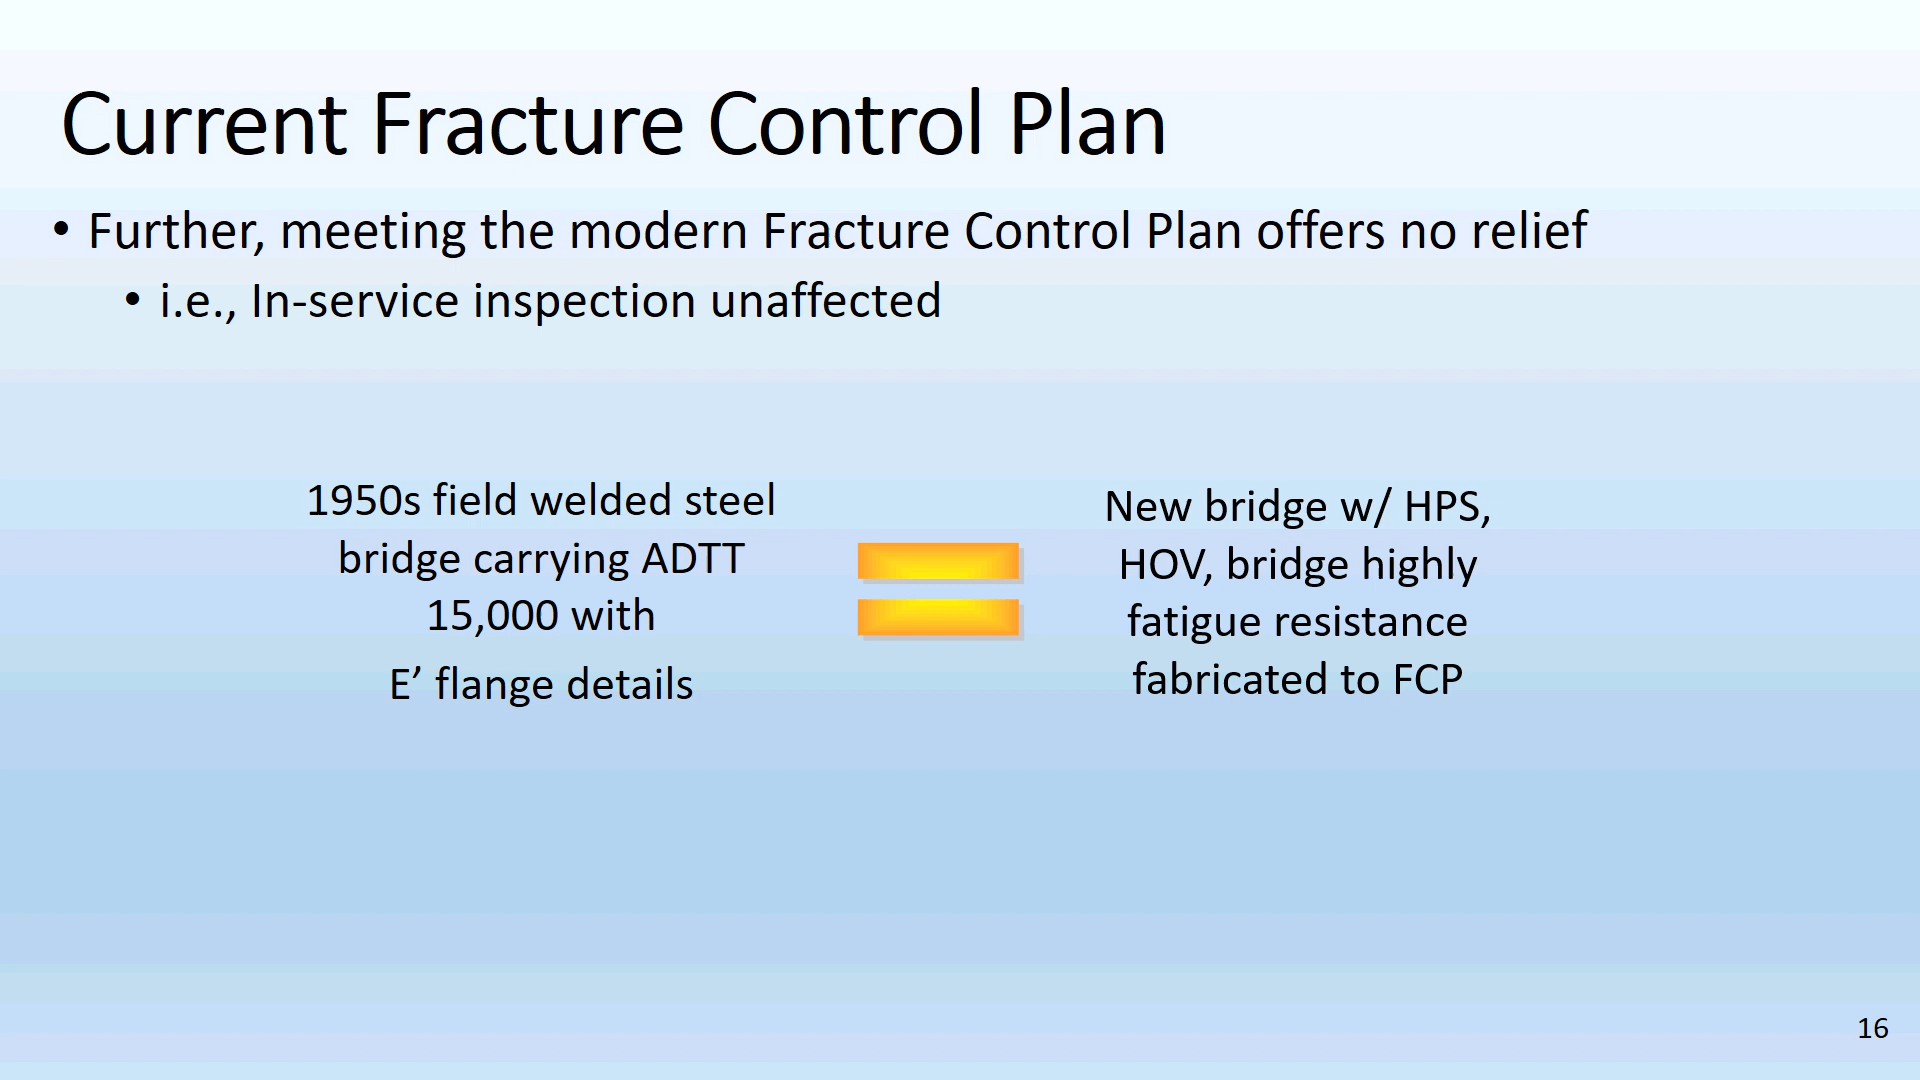 Current Fracture Control Plan
• Further, meeting the modern Fracture Control Plan offers no relief
• i.e., In-service inspection unaffected
1950s field welded steel
bridge carrying ADTT
15,000 with
E’ flange details
New bridge w/ HPS,
HOV, bridge highly
fatigue resistance
fabricated to FCP
16